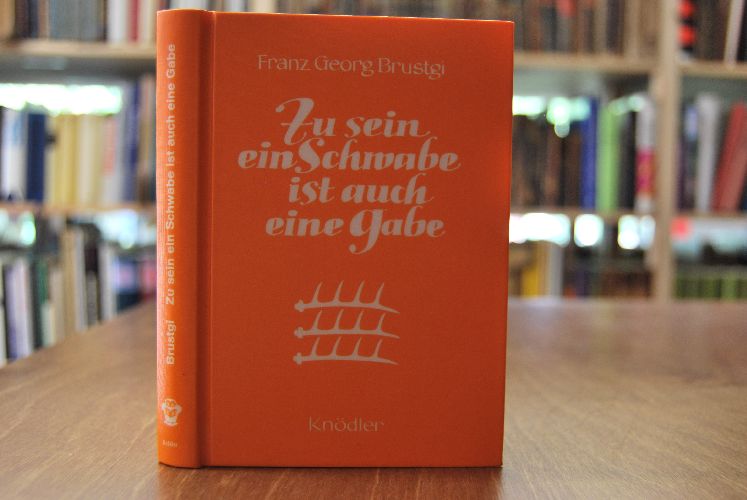 Franz Georg Brustgi
Zu sein
ein Schwabe
ist auch
eine Gabe
Knödler
Brustgi Zu sein ein Schwabe ist auch eine Gabe